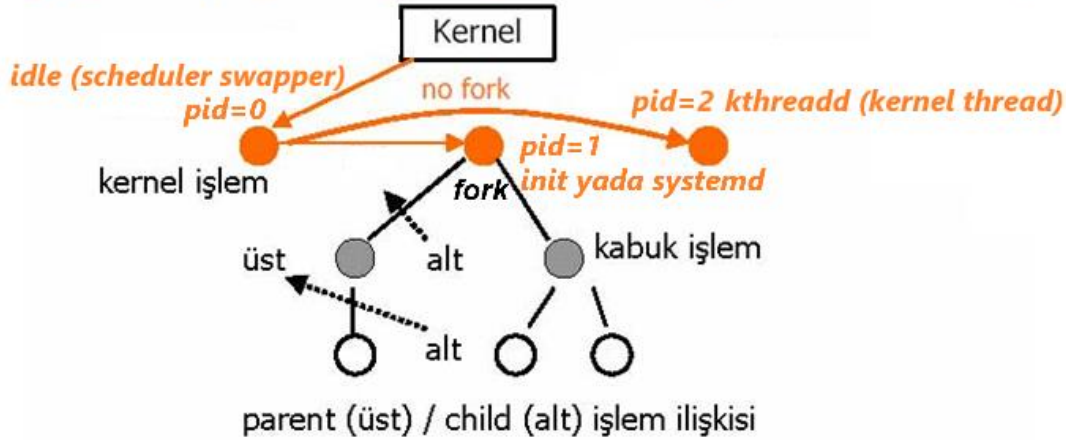 Kernel
idle (scheduler swapper)
pid=0
no fork
pid=2 kthreadd (kernel thread)
pid=1
init yada systemd
kernel işlem
fork
üst
alt
kabuk işlem
alt
parent (üst) / child (alt) işlem ilişkisi